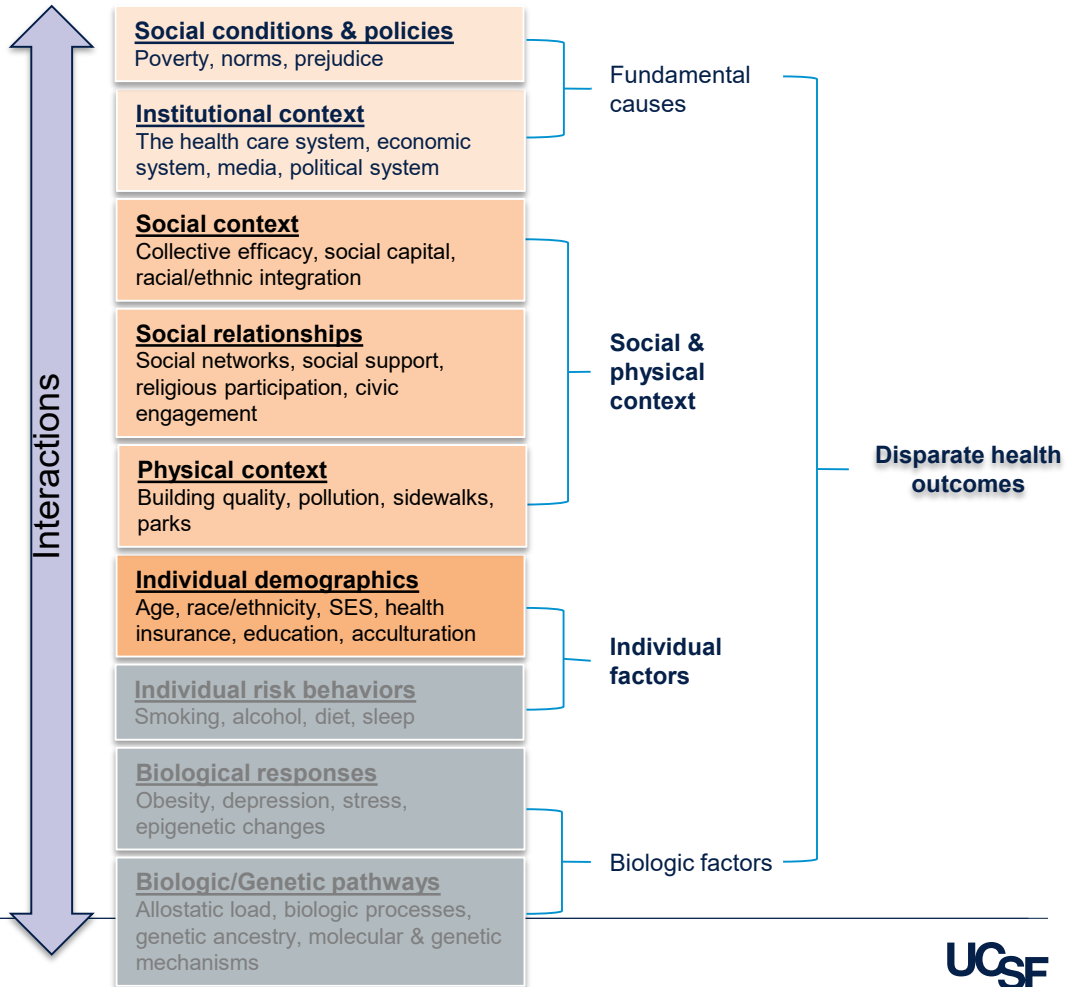 Interactions
Social conditions & policies
Poverty, norms, prejudice
Institutional context
The health care system, economic
system, media, political system
Social context
Collective efficacy, social capital,
racial/ethnic integration
Social relationships
Social networks, social support,
religious participation, civic
engagement
Physical context
Building quality, pollution, sidewalks,
parks
Individual demographics
Age, race/ethnicity, SES, health
insurance, education, acculturation
Individual risk behaviors
Smoking, alcohol, diet, sleep
Biological responses
Obesity, depression, stress,
epigenetic changes
Biologic/Genetic pathways
Allostatic load, biologic processes,
genetic ancestry, molecular & genetic
mechanisms
Fundamental
causes
Social &
physical
context
Individual
factors
Biologic factors
Disparate health
outcomes
UCSF